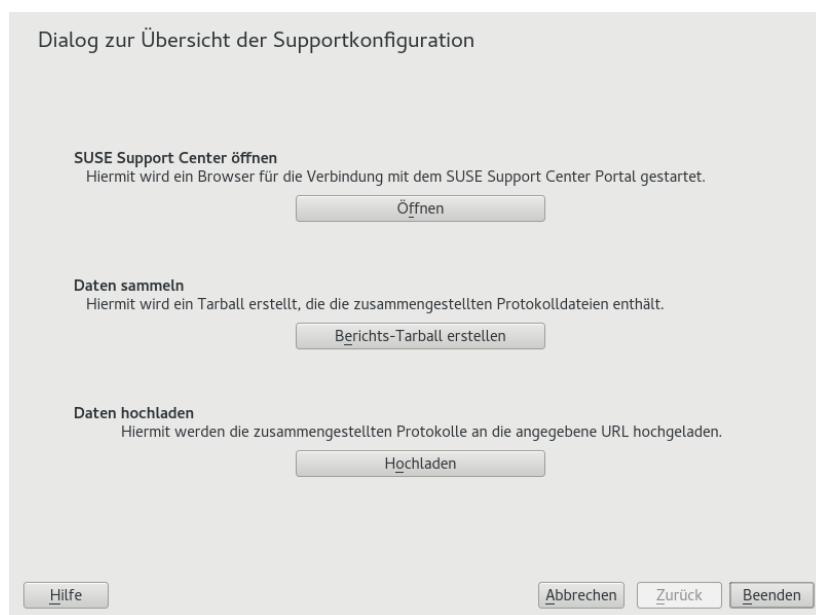 Dialog zur Übersicht der Supportkonfiguration
SUSE Support Center öffnen
Hiermit wird ein Browser für die Verbindung mit dem SUSE Support Center Portal gestartet.
Öffnen
Daten sammeln
Hiermit wird ein Tarball erstellt, die die zusammengestellten Protokolldateien enthält.
Berichts-Tarball erstellen
Daten hochladen
Hiermit werden die zusammengestellten Protokolle an die angegebene URL hochgeladen.
Hochladen
Hilfe Abbrechen Zurück Beenden